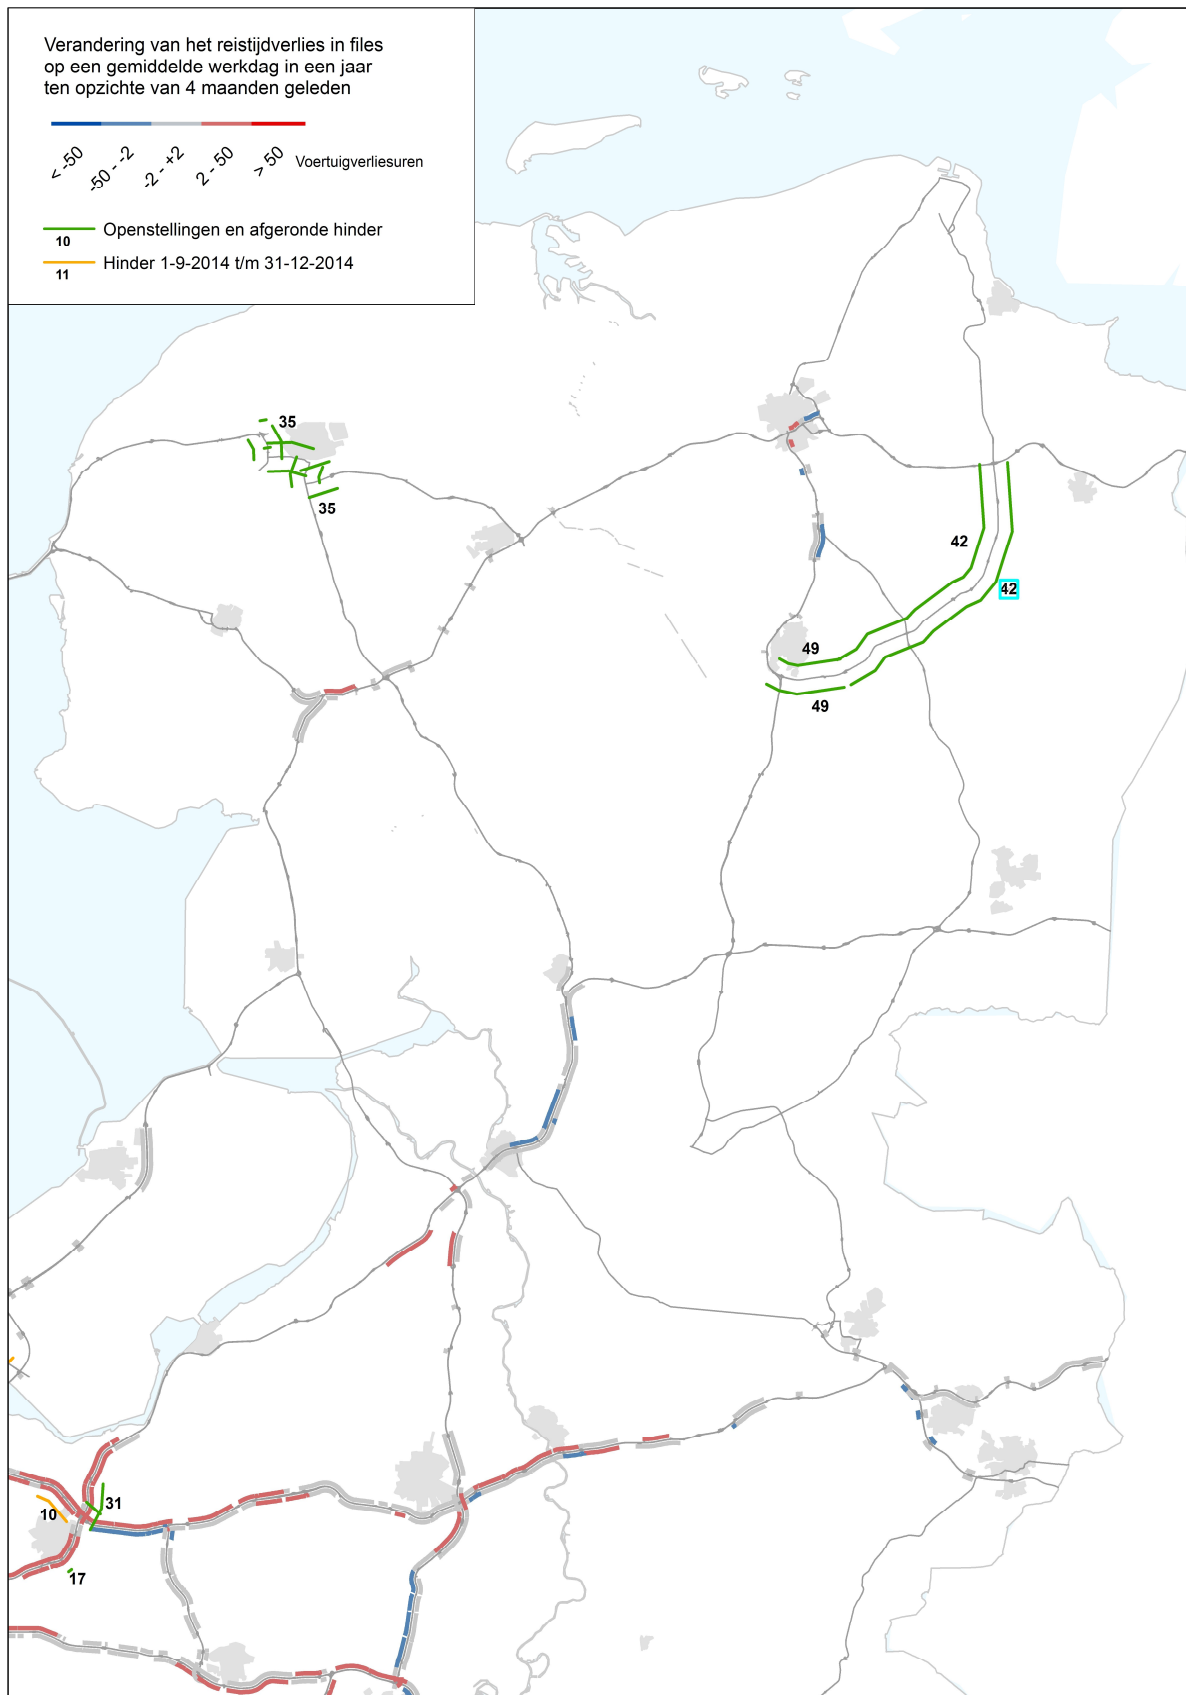 Verandering van het reistijdverlies in files
op een gemiddelde werkdag in een jaar
ten opzichte van 4 maanden geleden
< -50
-50 - -2
-2 - +2
2 - 50
> 50
Voertuigverliesuren
Openstellingen en afgeronde hinder
10
Hinder 1-9-2014 t/m 31-12-2014
11
35
35
42
42
49
49
31
10
17